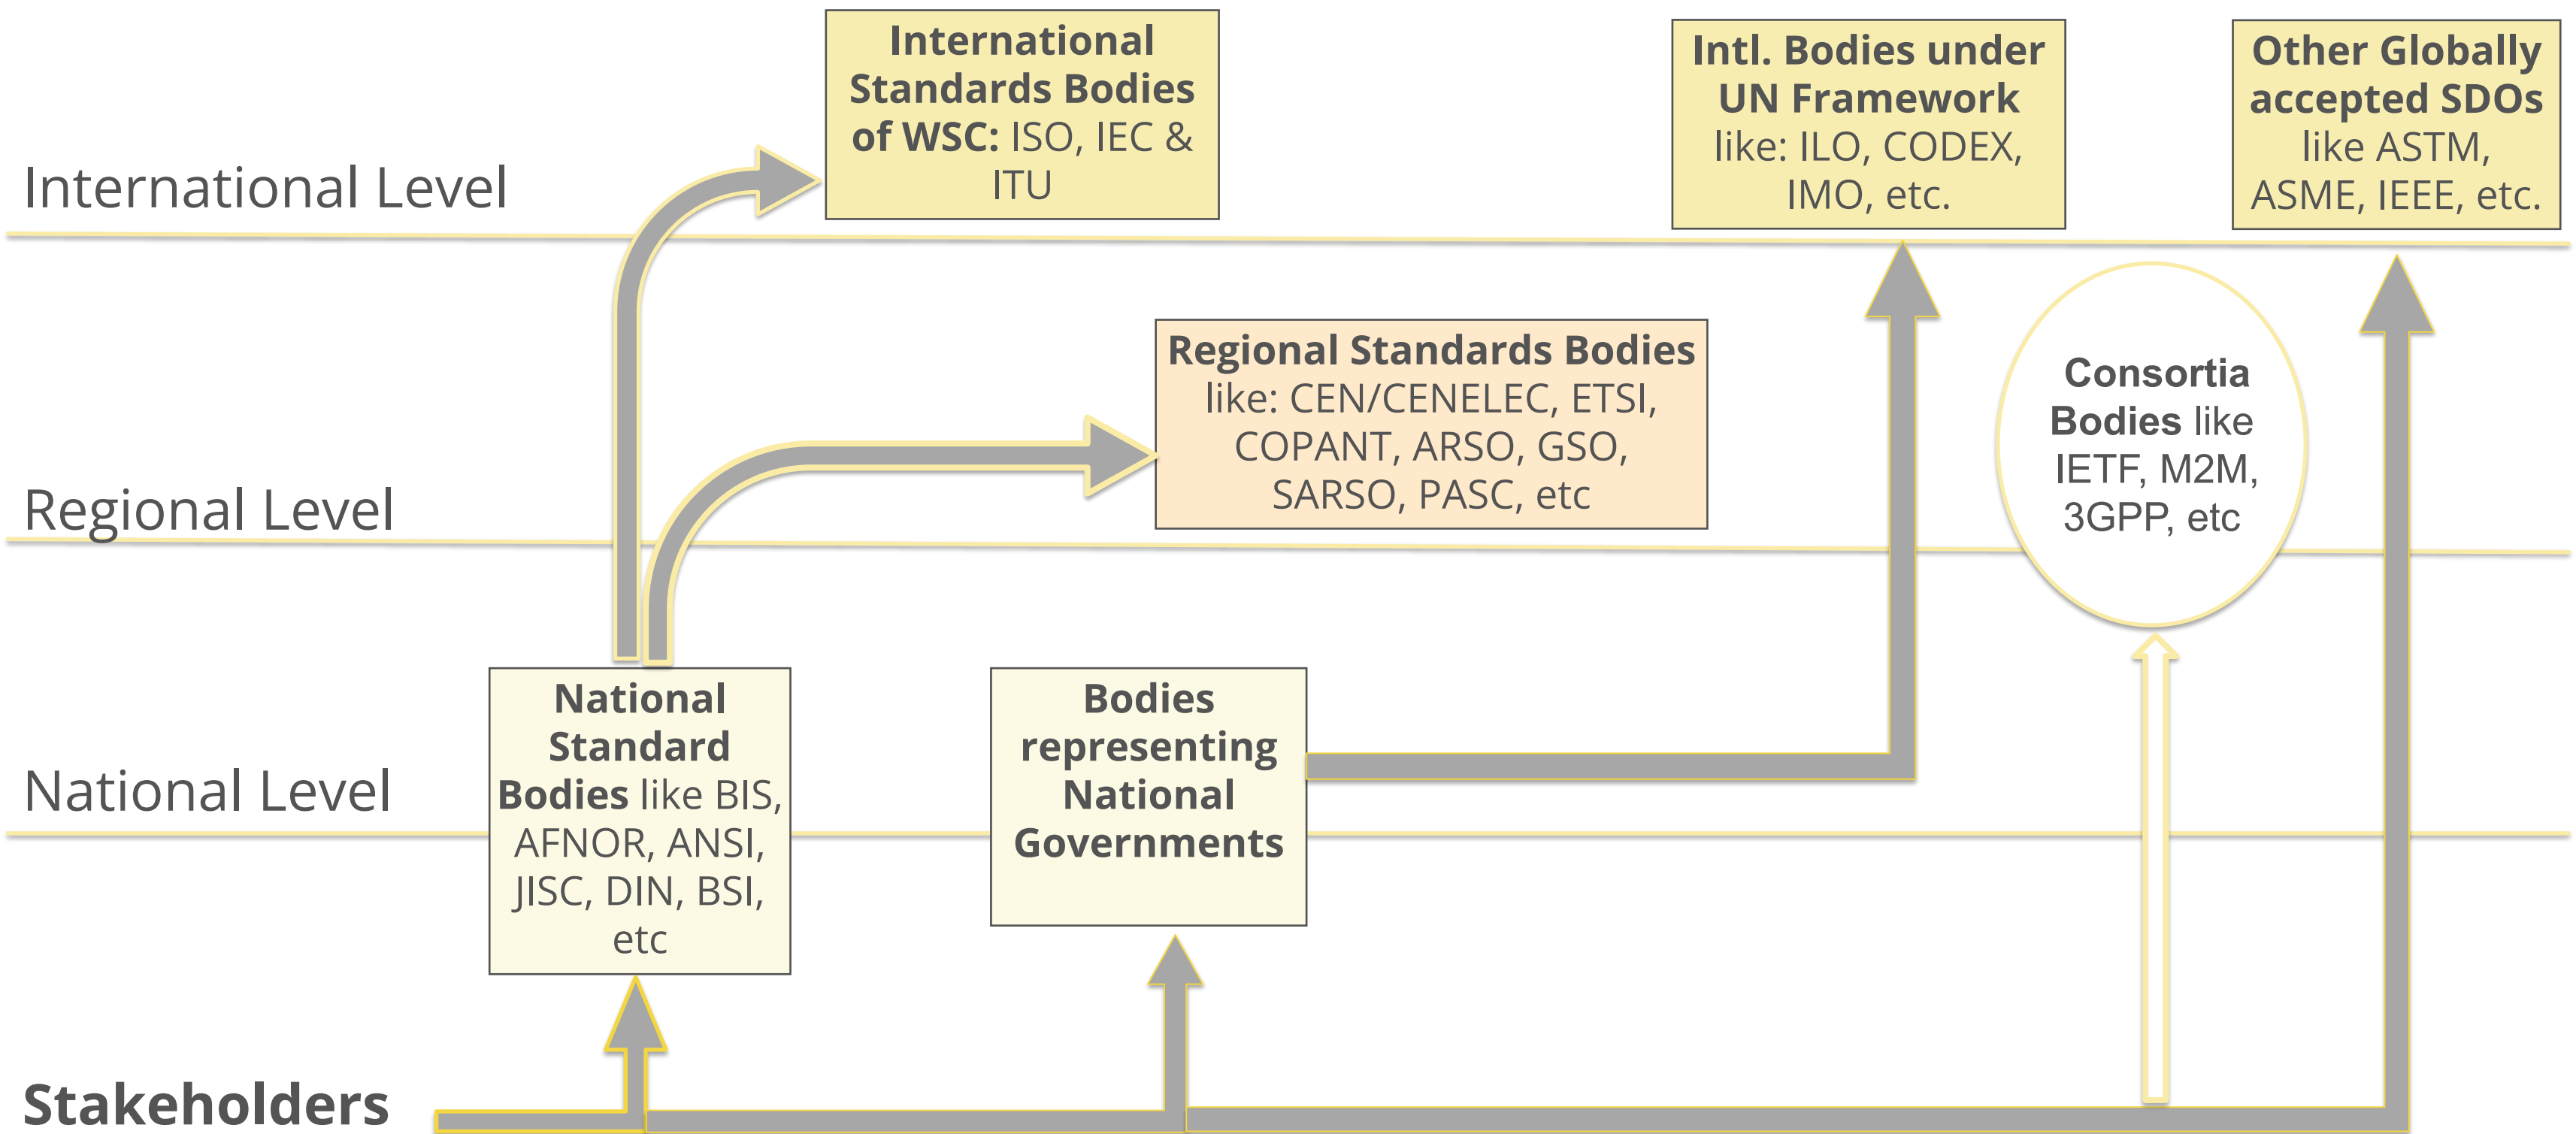 International
Standards Bodies
of WSC: ISO, IEC &
ITU
Intl. Bodies under
UN Framework
like: ILO, CODEX,
IMO, etc.
Other Globally
accepted SDOs
like ASTM,
ASME, IEEE, etc.
International Level
Regional Standards Bodies
like: CEN/CENELEC, ETSI,
COPANT, ARSO, GSO,
SARSO, PASC, etc
Consortia
Bodies like
IETF, M2M,
3GPP, etc
Regional Level
National
Standard
Bodies like BIS,
AFNOR, ANSI,
JISC, DIN, BSI,
etc
Bodies
representing
National
Governments
National Level
Stakeholders